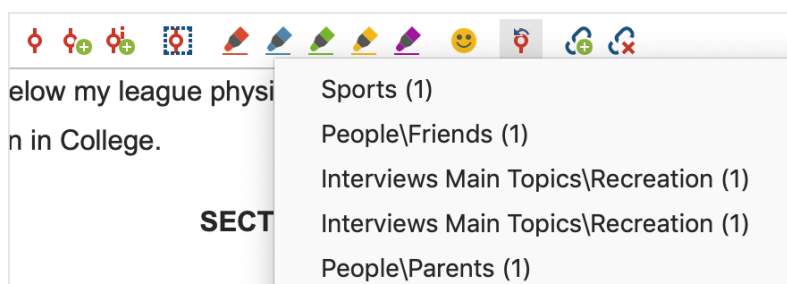 elow my league physi
n in College.
SECT
Sports (1)
People\Friends (1)
Interviews Main Topics\Recreation (1)
Interviews Main Topics\Recreation (1)
People\Parents (1)